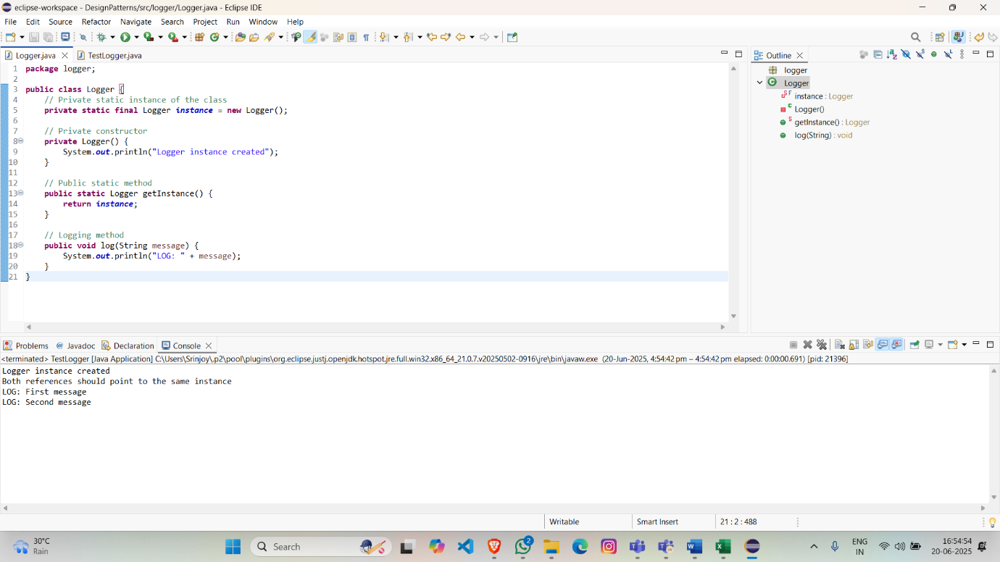 eclipse-workspace - DesignPatterns/src/logger/Logger.java - Eclipse IDE
File Edit Source Refactor Navigate Search Project Run Window Help
Logger.java TestLogger.java
1 package logger;
2
3 public class Logger {
4 // Private static instance of the class
5 private static final Logger instance = new Logger();
6
7 // Private constructor
8 private Logger() {
9 System.out.println("Logger instance created");
10 }
11
12 // Public static method
13 public static Logger getInstance() {
14 return instance;
15 }
16
17 // Logging method
18 public void log(String message) {
19 System.out.println("LOG: " + message);
20 }
21 }
Outline
logger
Logger
instance : Logger
Logger()
getInstance() : Logger
log(String) : void
Problems Javadoc Declaration Console
<terminated> TestLogger [Java Application] C:\Users\Srinjoy\.p2\pool\plugins\org.eclipse.justj.openjdk.hotspot.jre.full.win32.x86_64_21.0.7.v20250502-0916\jre\bin\javaw.exe (20-Jun-2025, 4:54:42 pm – 4:54:42 pm elapsed: 0:00:00.691) [pid: 21396]
Logger instance created
Both references should point to the same instance
LOG: First message
LOG: Second message
Writable Smart Insert 21 : 2 : 488
30°C
Rain
Search
2
ENG
IN
16:54:54
20-06-2025